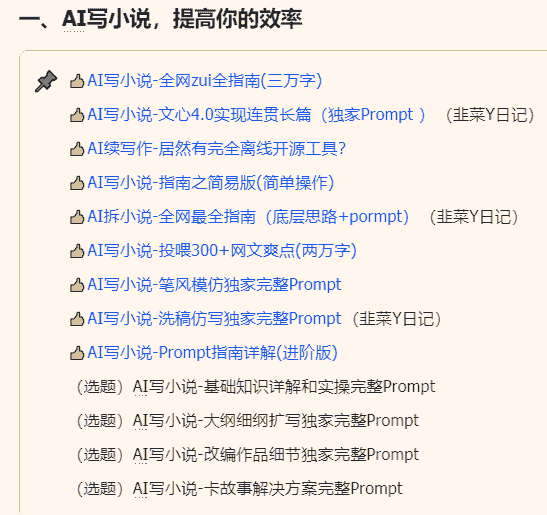 一、AI写小说，提高你的效率
AI写小说-全网zui全指南(三万字)
AI写小说-文心4.0实现连贯长篇（独家Prompt ）（韭菜Y日记）
AI续写作-居然有完全离线开源工具？
AI写小说-指南之简易版(简单操作)
AI拆小说-全网最全指南（底层思路+pormpt）（韭菜Y日记）
AI写小说-投喂300+网文爽点(两万字)
AI写小说-笔风模仿独家完整Prompt
AI写小说-洗稿仿写独家完整Prompt（韭菜Y日记）
AI写小说-Prompt指南详解(进阶版)
（选题）AI写小说-基础知识详解和实操完整Prompt
（选题）AI写小说-大纲细纲扩写独家完整Prompt
（选题）AI写小说-改编作品细节独家完整Prompt
（选题）AI写小说-卡故事解决方案完整Prompt